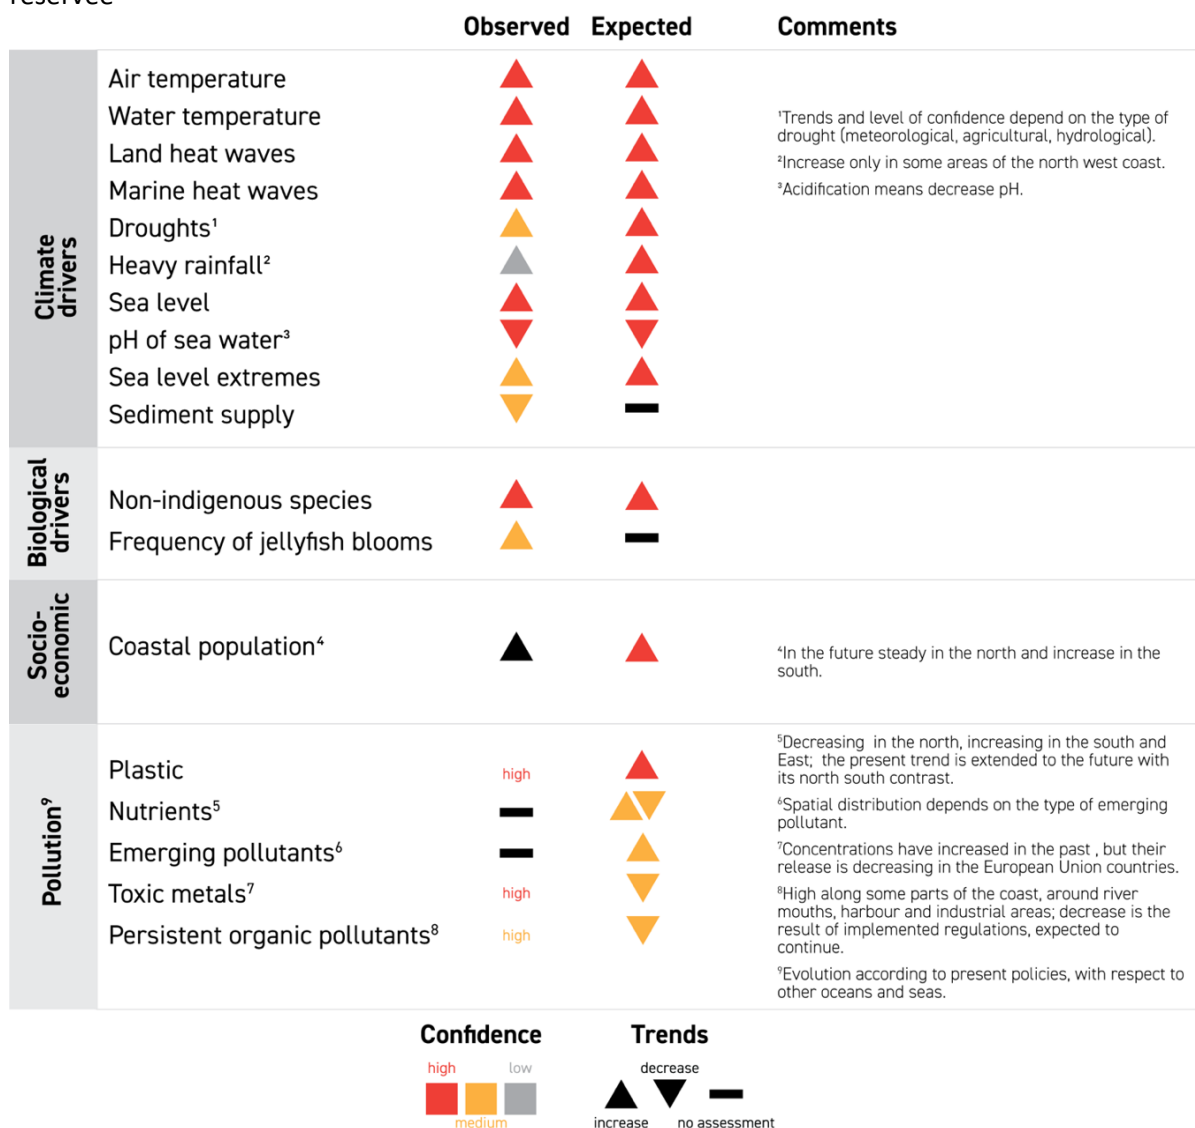 reservee
Observed Expected Comments
Climate drivers
Air temperature
Water temperature
Land heat waves
Marine heat waves
Droughts¹
Heavy rainfall²
Sea level
pH of sea water³
Sea level extremes
Sediment supply
¹Trends and level of confidence depend on the type of
drought (meteorological, agricultural, hydrological).
²Increase only in some areas of the north west coast.
³Acidification means decrease pH.
Biological
drivers
Non-indigenous species
Frequency of jellyfish blooms
Socio-
economic
Coastal population⁴
⁴In the future steady in the north and increase in the
south.
Pollution⁹
Plastic high
Nutrients⁵
Emerging pollutants⁶
Toxic metals⁷ high
Persistent organic pollutants⁸ high
⁵Decreasing in the north, increasing in the south and
East; the present trend is extended to the future with
its north south contrast.
⁶Spatial distribution depends on the type of emerging
pollutant.
⁷Concentrations have increased in the past , but their
release is decreasing in the European Union countries.
⁸High along some parts of the coast, around river
mouths, harbour and industrial areas; decrease is the
result of implemented regulations, expected to
continue.
⁹Evolution according to present policies, with respect to
other oceans and seas.
Confidence
high low
medium
Trends
decrease
increase no assessment